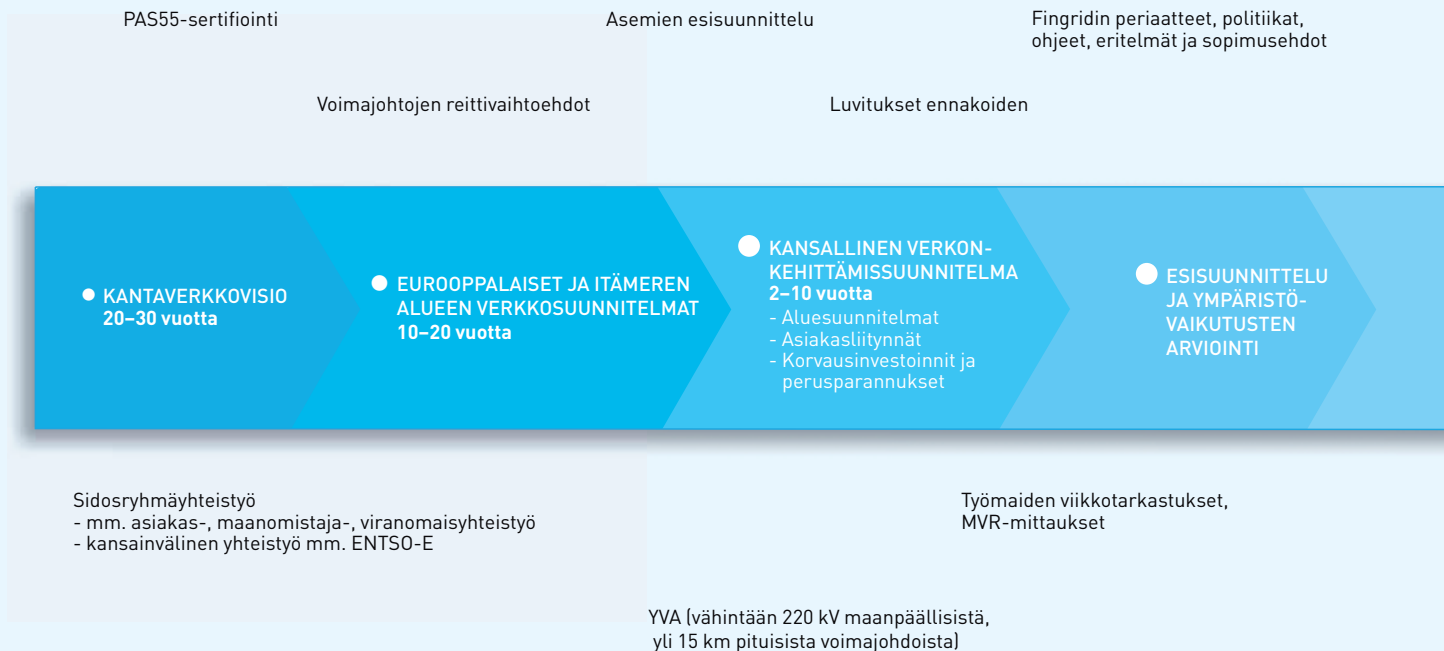 PAS55-sertifiointi
Asemien esisuunnittelu
Fingridin periaatteet, politiikat,
ohjeet, eritelmät ja sopimusehdot
Voimajohtojen reittivaihtoehdot
Luvitukset ennakoiden
KANTAVERKKOVISIO
20–30 vuotta
EUROOPPALAISET JA ITÄMEREN
ALUEEN VERKKOSUUNNITELMAT
10–20 vuotta
KANSALLINEN VERKON-
KEHITTÄMISSUUNNITELMA
2–10 vuotta
- Aluesuunnitelmat
- Asiakasliitynnät
- Korvausinvestoinnit ja
perusparannukset
ESISUUNNITTELU
JA YMPÄRISTÖ-
VAIKUTUSTEN
ARVIOINTI
Sidosryhmäyhteistyö
- mm. asiakas-, maanomistaja-, viranomaisyhteistyö
- kansainvälinen yhteistyö mm. ENTSO-E
Työmaiden viikkotarkastukset,
MVR-mittaukset
YVA (vähintään 220 kV maanpäällisistä,
yli 15 km pituisista voimajohdoista)